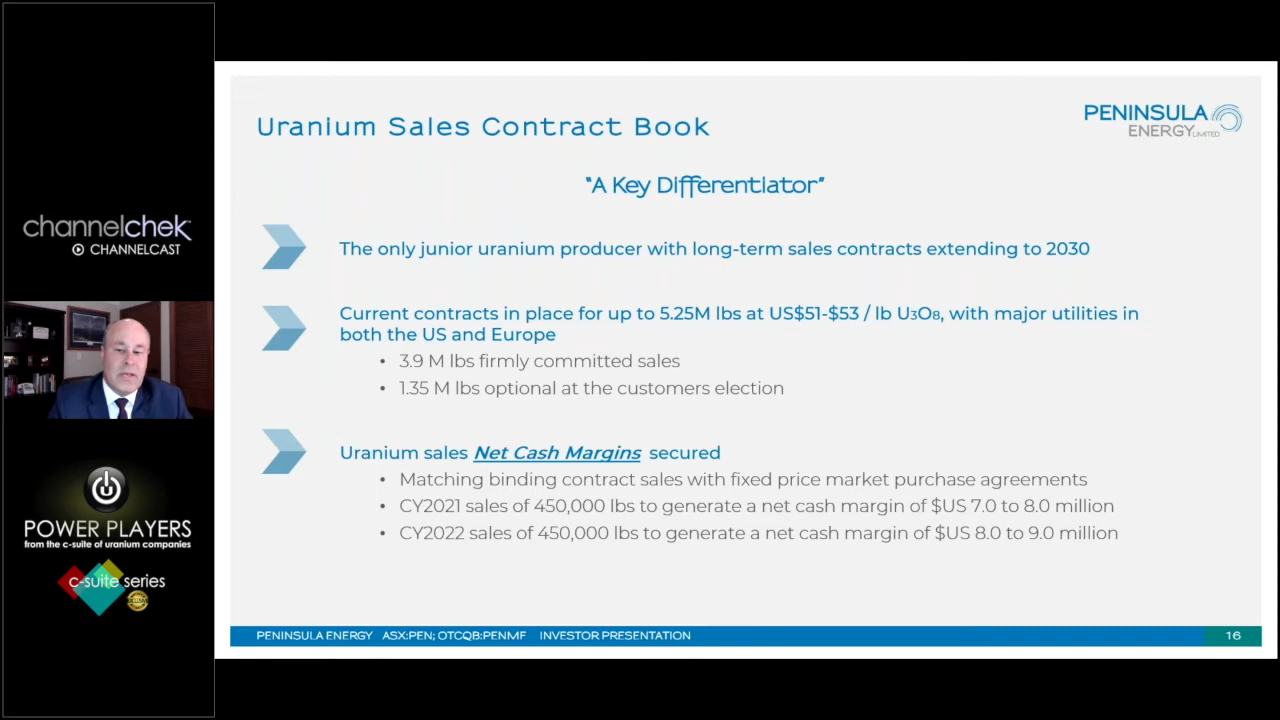 Uranium Sales Contract Book
PENINSULA
ENERGY LIMITED
"A Key Differentiator"
The only junior uranium producer with long-term sales contracts extending to 2030
Current contracts in place for up to 5.25M lbs at US$51-$53 / lb U₃O₈, with major utilities in
both the US and Europe
• 3.9 M lbs firmly committed sales
• 1.35 M lbs optional at the customers election
Uranium sales Net Cash Margins secured
• Matching binding contract sales with fixed price market purchase agreements
• CY2021 sales of 450,000 lbs to generate a net cash margin of $US 7.0 to 8.0 million
• CY2022 sales of 450,000 lbs to generate a net cash margin of $US 8.0 to 9.0 million
PENINSULA ENERGY ASX:PEN; OTCQB:PENMF INVESTOR PRESENTATION
16
channelchek
CHANNELCAST
POWER PLAYERS
from the c-suite of uranium companies
c-suite series